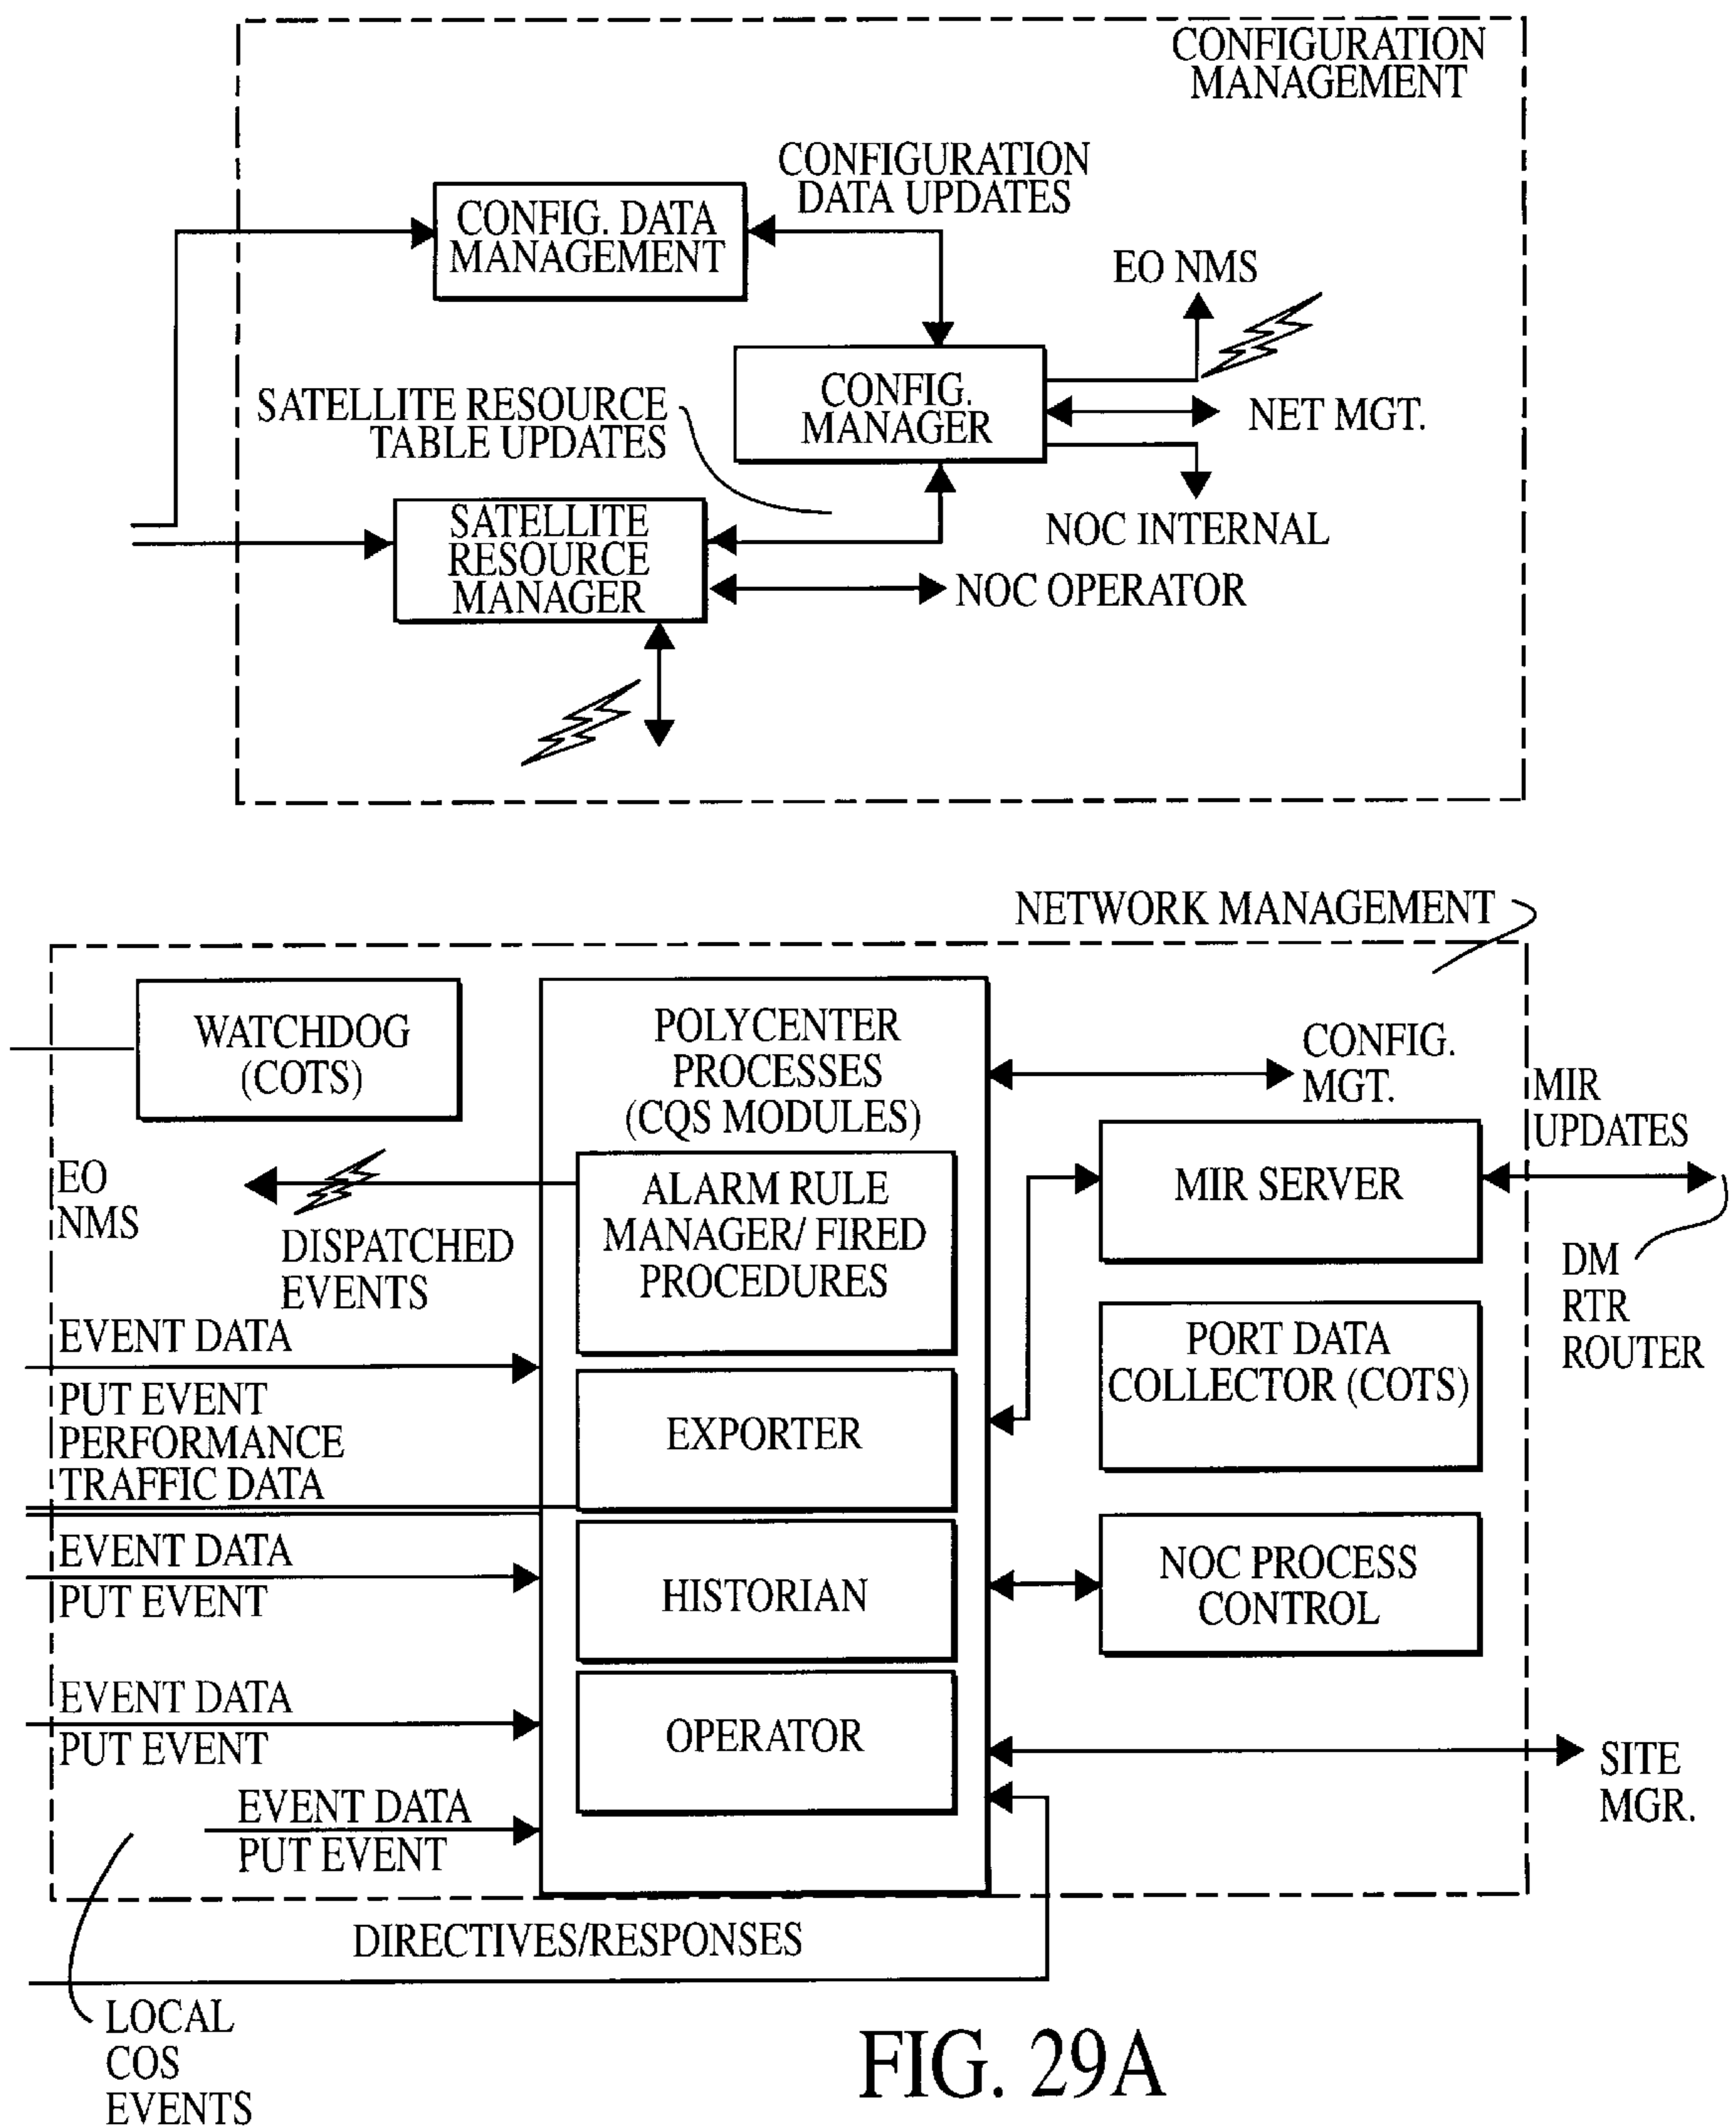 CONFIGURATION
MANAGEMENT
CONFIGURATION
DATA UPDATES
CONFIG. DATA
MANAGEMENT
EO NMS
CONFIG.
MANAGER
SATELLITE RESOURCE
TABLE UPDATES
NET MGT.
SATELLITE
RESOURCE
MANAGER
NOC INTERNAL
NOC OPERATOR
NETWORK MANAGEMENT
WATCHDOG
(COTS)
POLYCENTER
PROCESSES
(CQS MODULES)
CONFIG.
MGT.
MIR
UPDATES
EO
NMS
DISPATCHED
EVENTS
ALARM RULE
MANAGER/ FIRED
PROCEDURES
MIR SERVER
DM
RTR
ROUTER
EVENT DATA
PUT EVENT
PERFORMANCE
TRAFFIC DATA
EXPORTER
PORT DATA
COLLECTOR (COTS)
EVENT DATA
PUT EVENT
HISTORIAN
NOC PROCESS
CONTROL
EVENT DATA
PUT EVENT
OPERATOR
SITE
MGR.
EVENT DATA
PUT EVENT
DIRECTIVES/RESPONSES
LOCAL
COS
EVENTS
FIG. 29A